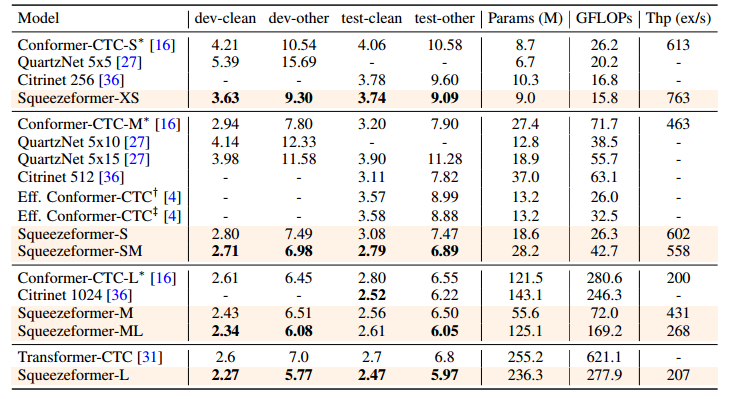 Model dev-clean dev-other test-clean test-other Params (M) GFLOPs Thp (ex/s)
Conformer-CTC-S* [16] 4.21 10.54 4.06 10.58 8.7 26.2 613
QuartzNet 5x5 [27] 5.39 15.69 - - 6.7 20.2 -
Citrinet 256 [36] - - 3.78 9.60 10.3 16.8 -
Squeezeformer-XS 3.63 9.30 3.74 9.09 9.0 15.8 763
Conformer-CTC-M* [16] 2.94 7.80 3.20 7.90 27.4 71.7 463
QuartzNet 5x10 [27] 4.14 12.33 - - 12.8 38.5 -
QuartzNet 5x15 [27] 3.98 11.58 3.90 11.28 18.9 55.7 -
Citrinet 512 [36] - - 3.11 7.82 37.0 63.1 -
Eff. Conformer-CTC† [4] - - 3.57 8.99 13.2 26.0 -
Eff. Conformer-CTC‡ [4] - - 3.58 8.88 13.2 32.5 -
Squeezeformer-S 2.80 7.49 3.08 7.47 18.6 26.3 602
Squeezeformer-SM 2.71 6.98 2.79 6.89 28.2 42.7 558
Conformer-CTC-L* [16] 2.61 6.45 2.80 6.55 121.5 280.6 200
Citrinet 1024 [36] - - 2.52 6.22 143.1 246.3 -
Squeezeformer-M 2.43 6.51 2.56 6.50 55.6 72.0 431
Squeezeformer-ML 2.34 6.08 2.61 6.05 125.1 169.2 268
Transformer-CTC [31] 2.6 7.0 2.7 6.8 255.2 621.1 -
Squeezeformer-L 2.27 5.77 2.47 5.97 236.3 277.9 207